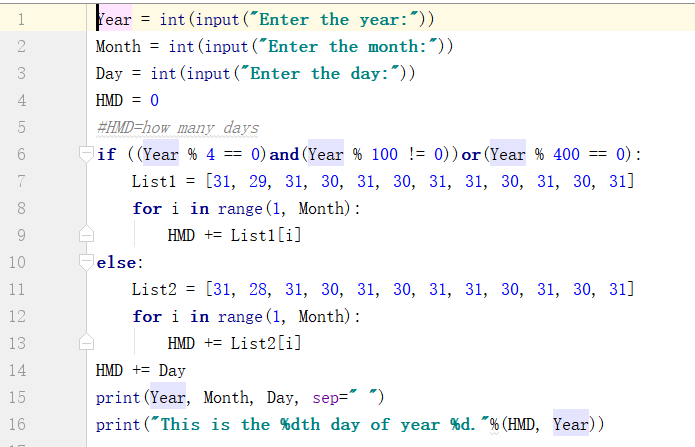 1 Year = int(input("Enter the year:"))
2 Month = int(input("Enter the month:"))
3 Day = int(input("Enter the day:"))
4 HMD = 0
5 #HMD=how many days
6 if ((Year % 4 == 0)and(Year % 100 != 0))or(Year % 400 == 0):
7 List1 = [31, 29, 31, 30, 31, 30, 31, 31, 30, 31, 30, 31]
8 for i in range(1, Month):
9 HMD += List1[i]
10 else:
11 List2 = [31, 28, 31, 30, 31, 30, 31, 31, 30, 31, 30, 31]
12 for i in range(1, Month):
13 HMD += List2[i]
14 HMD += Day
15 print(Year, Month, Day, sep=" ")
16 print("This is the %dth day of year %d."%(HMD, Year))